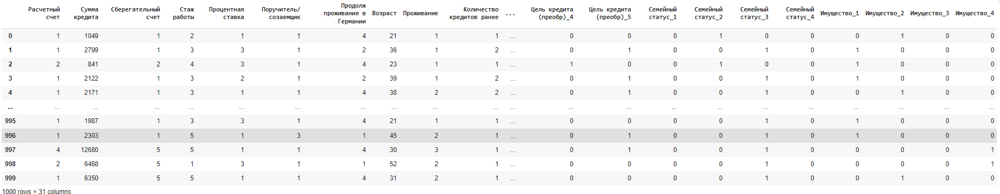 Расчетный счет Сумма кредита Сберегательный счет Стаж работы Процентная ставка Поручитель/созаемщик Продолж проживания в Германии Возраст Проживание Количество кредитов ранее ... Цель кредита (преобр)_4 Цель кредита (преобр)_5 Семейный статус_1 Семейный статус_2 Семейный статус_3 Семейный статус_4 Имущество_1 Имущество_2 Имущество_3 Имущество_4
0 1 1049 1 2 1 1 4 21 1 1 ... 0 0 0 1 0 0 0 1 0 0
1 1 2799 1 3 3 1 2 36 1 2 ... 0 1 0 0 1 0 1 0 0 0
2 2 841 2 4 3 1 4 23 1 1 ... 1 0 0 1 0 0 1 0 0 0
3 1 2122 1 3 2 1 2 39 1 2 ... 0 1 0 0 1 0 1 0 0 0
4 1 2171 1 3 1 1 4 38 2 2 ... 0 1 0 0 1 0 0 1 0 0
... ... ... ... ... ... ... ... ... ... ... ... ... ... ... ... ... ... ... ... ... ...
995 1 1987 1 3 3 1 4 21 1 1 ... 0 0 0 0 1 0 1 0 0 0
996 1 2303 1 5 1 3 1 45 2 1 ... 0 1 0 0 1 0 1 0 0 0
997 4 12680 5 5 1 1 4 30 3 1 ... 0 1 0 0 1 0 0 0 0 1
998 2 6468 5 1 3 1 1 52 2 1 ... 0 0 0 0 1 0 0 0 0 1
999 1 6350 5 5 1 1 4 31 2 1 ... 0 0 0 0 1 0 0 1 0 0
1000 rows × 31 columns